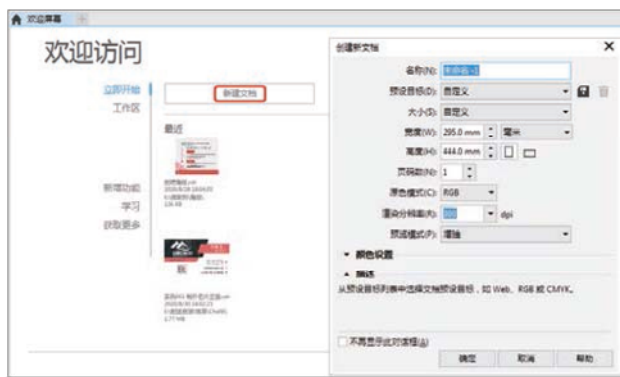 欢迎屏幕
欢迎访问
立即开始
工作区
新增功能
学习
获取更多
新建文档
最近
创建新文档
名称(N): 未命名-1
预设目标(D): 自定义
大小(S): 自定义
宽度(W): 295.0 mm 毫米
高度(H): 444.0 mm
页码数(N): 1
原色模式(C): RGB
渲染分辨率(R): dpi
预览模式(P): 增强
颜色设置
描述
从预设目标列表中选择文档预设目标，如 Web、RGB 或 CMYK。
不再显示此对话框(A)
确定 取消 帮助